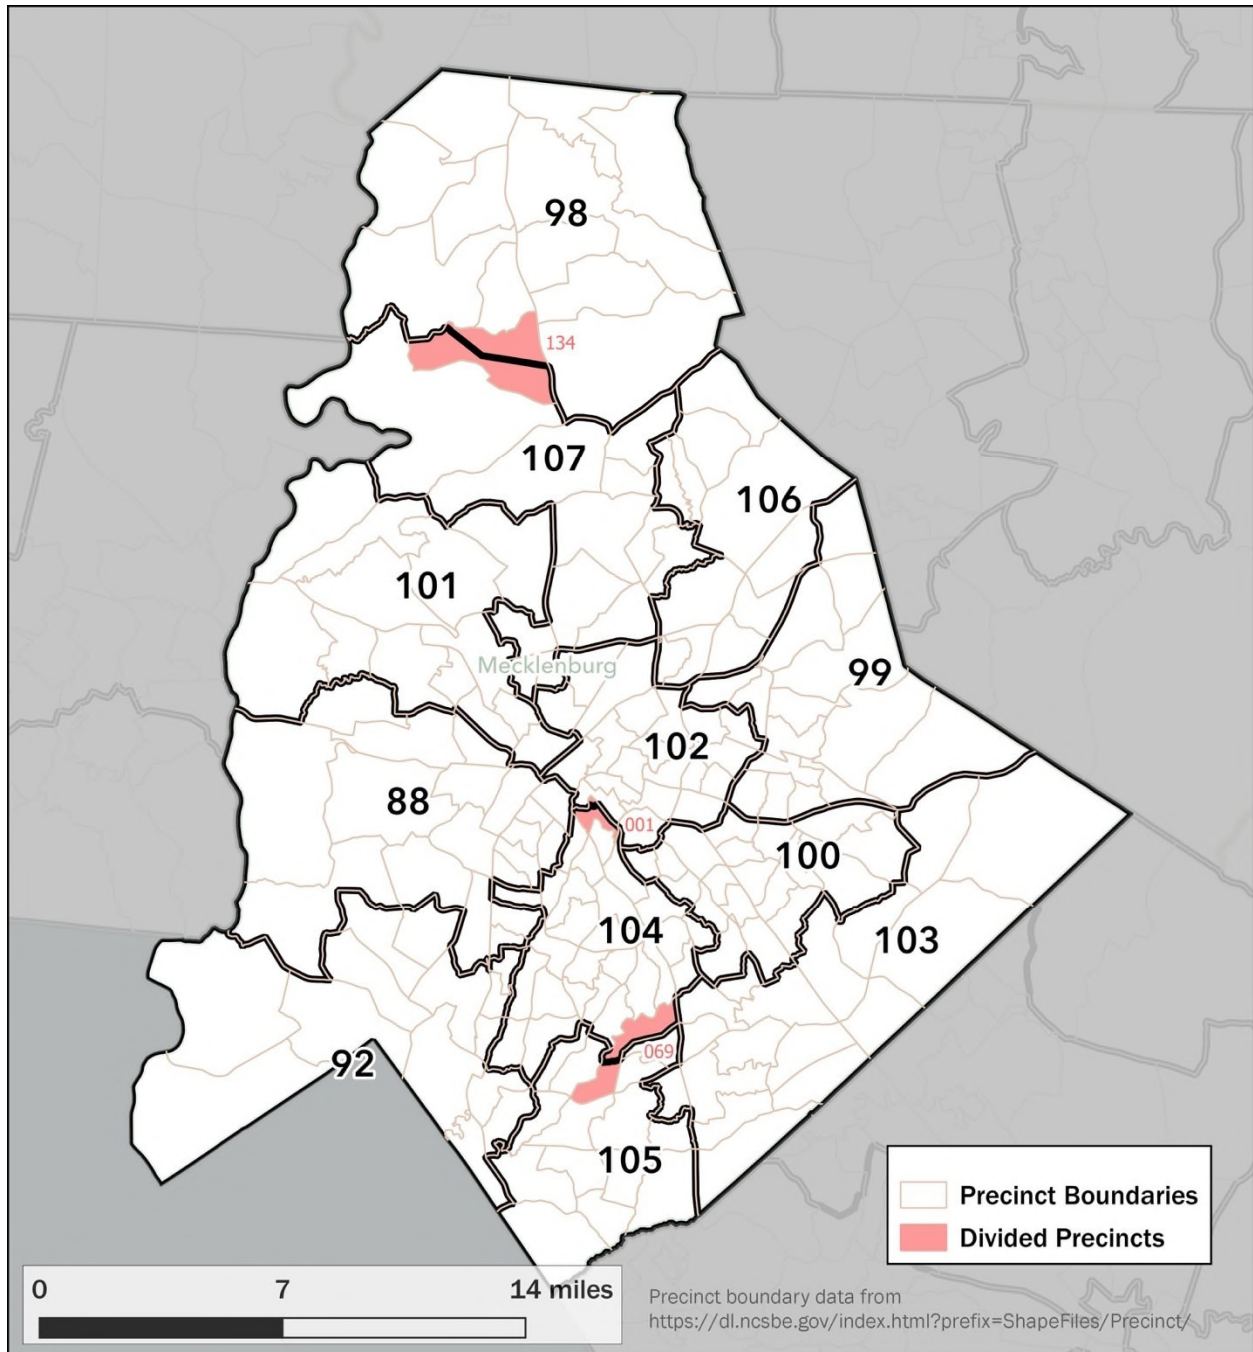 98
134
107
106
101
99
Mecklenburg
102
88
001
100
104
103
069
92
105
Precinct Boundaries
Divided Precincts
0 7 14 miles
Precinct boundary data from
https://dl.ncsbe.gov/index.html?prefix=ShapeFiles/Precinct/